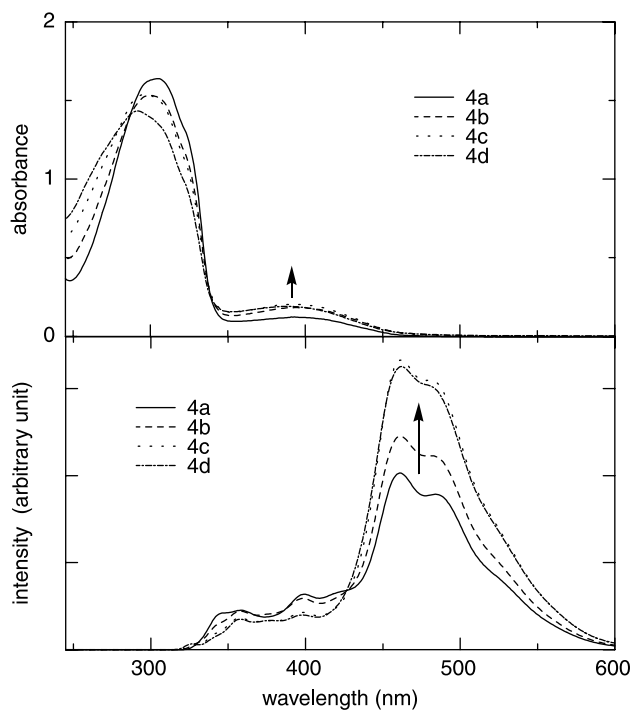 2
1
0
absorbance
4a
4b
4c
4d
intensity (arbitrary unit)
4a
4b
4c
4d
300 400 500 600
wavelength (nm)